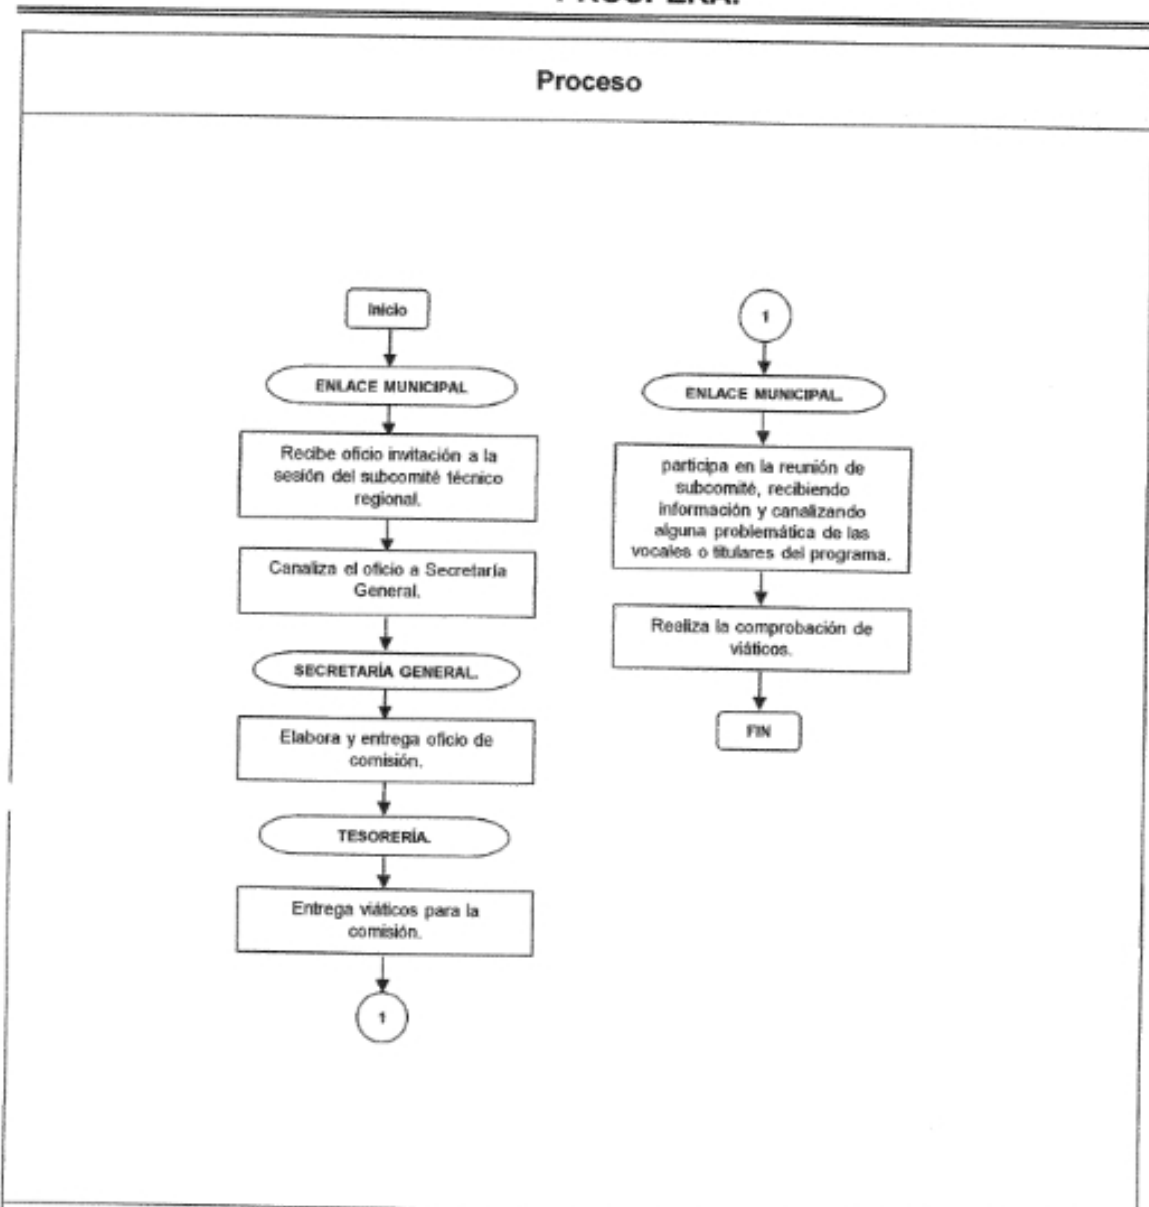 PROSPERA.
Proceso
Inicio
ENLACE MUNICIPAL
Recibe oficio invitación a la
sesión del subcomité técnico
regional.
Canaliza el oficio a Secretaría
General.
SECRETARÍA GENERAL.
Elabora y entrega oficio de
comisión.
TESORERÍA.
Entrega viáticos para la
comisión.
1
1
ENLACE MUNICIPAL.
participa en la reunión de
subcomité, recibiendo
información y canalizando
alguna problemática de las
vocales o titulares del programa.
Realiza la comprobación de
viáticos.
FIN